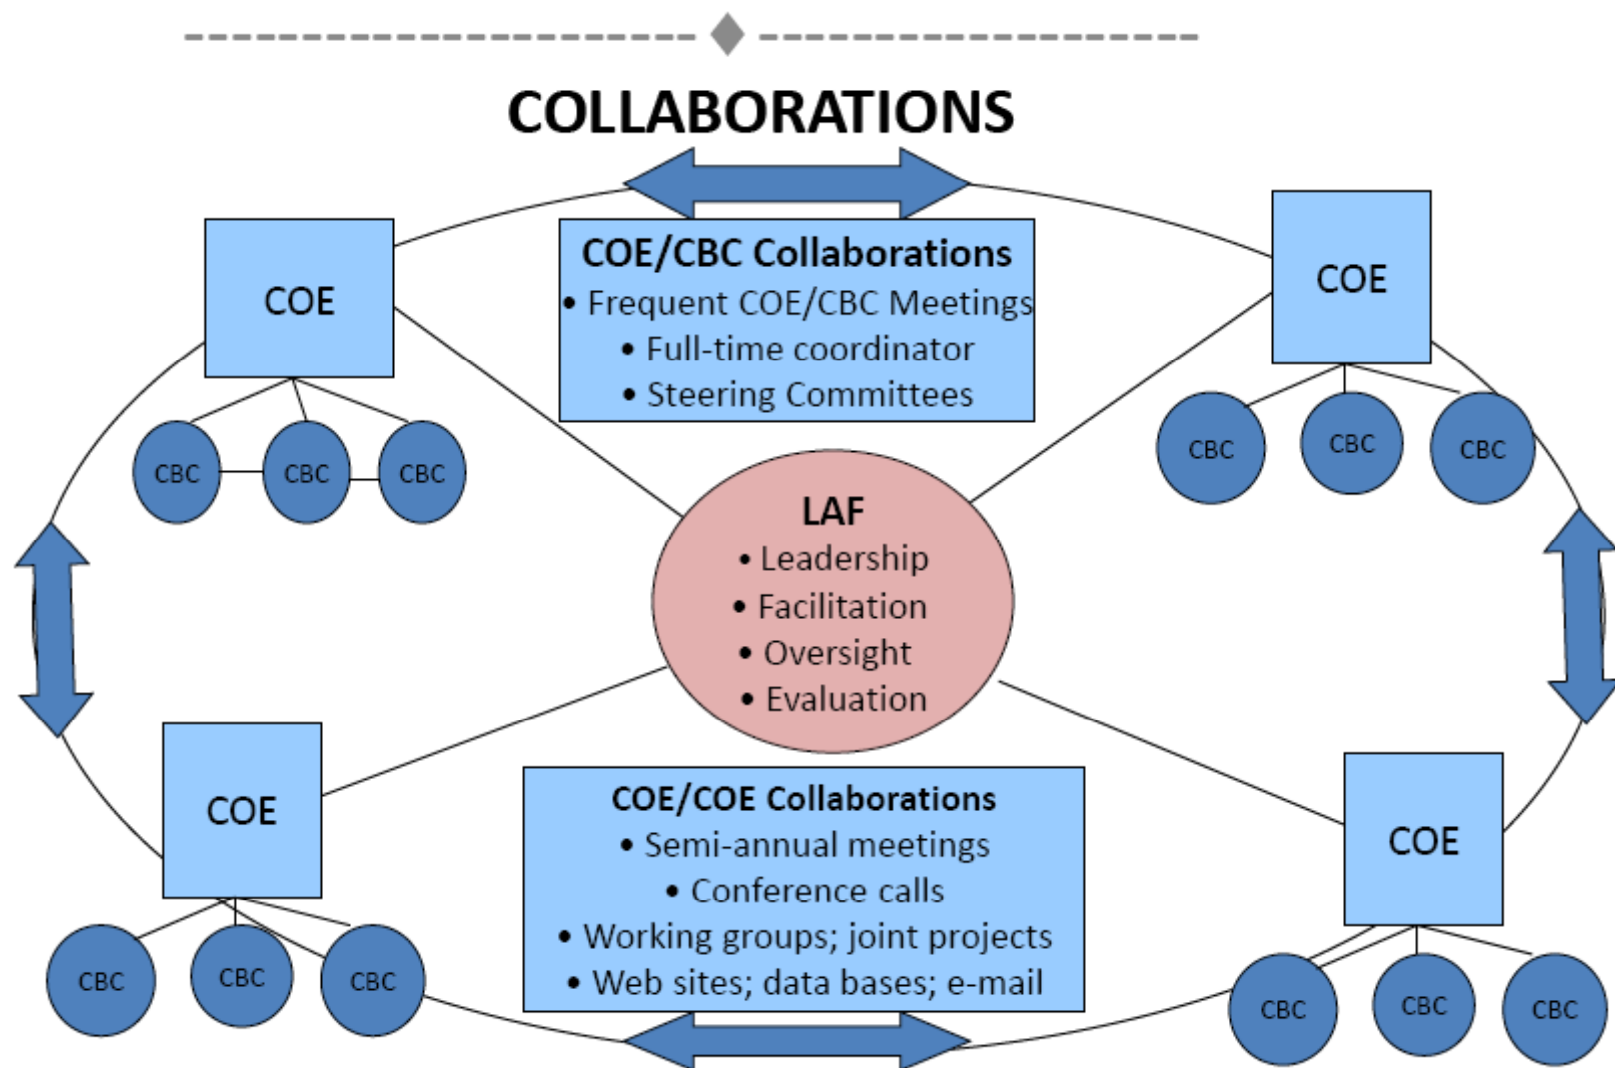 COLLABORATIONS
COE
COE/CBC Collaborations
• Frequent COE/CBC Meetings
• Full-time coordinator
• Steering Committees
COE
CBC
CBC
CBC
CBC
CBC
CBC
LAF
• Leadership
• Facilitation
• Oversight
• Evaluation
COE
COE/COE Collaborations
• Semi-annual meetings
• Conference calls
• Working groups; joint projects
• Web sites; data bases; e-mail
COE
CBC
CBC
CBC
CBC
CBC
CBC